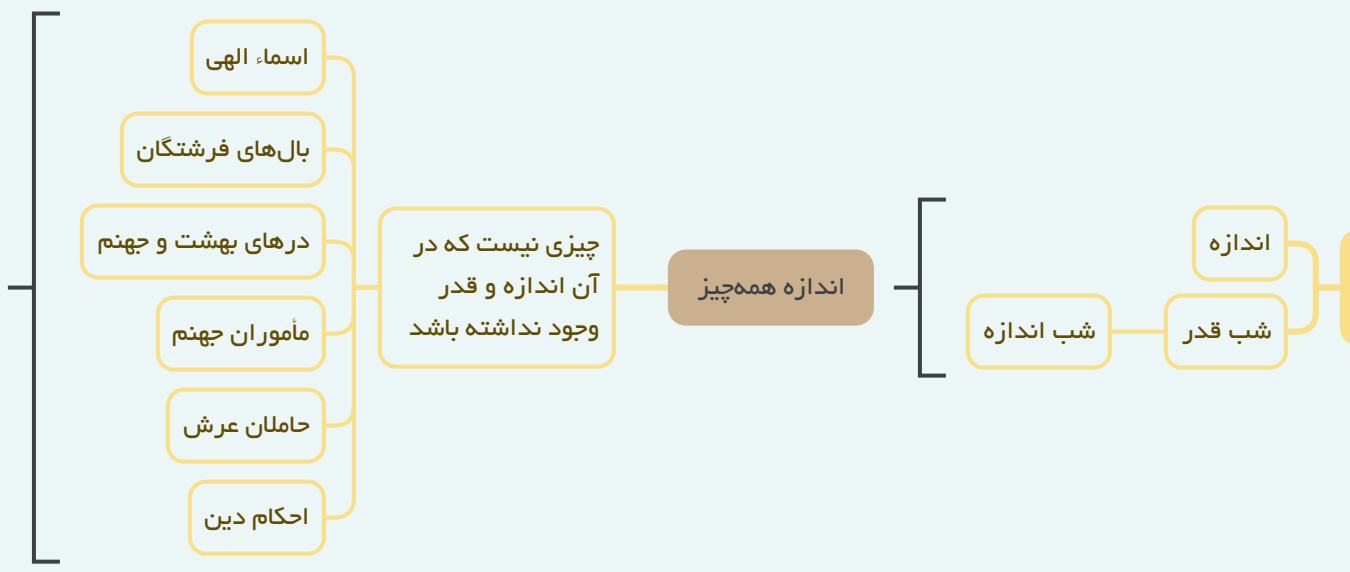 اندازه
شب قدر
شب اندازه
اندازه همه‌چیز
چیزی نیست که در
آن اندازه و قدر
وجود نداشته باشد
اسماء الهی
بال‌های فرشتگان
درهای بهشت و جهنم
مأموران جهنم
حاملان عرش
احکام دین